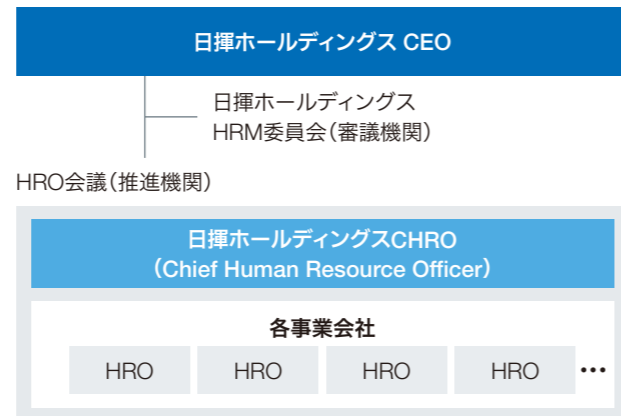 日揮ホールディングス CEO
日揮ホールディングス
HRM委員会（審議機関）
HRO会議（推進機関）
日揮ホールディングスCHRO
（Chief Human Resource Officer）
各事業会社
HRO HRO HRO HRO …